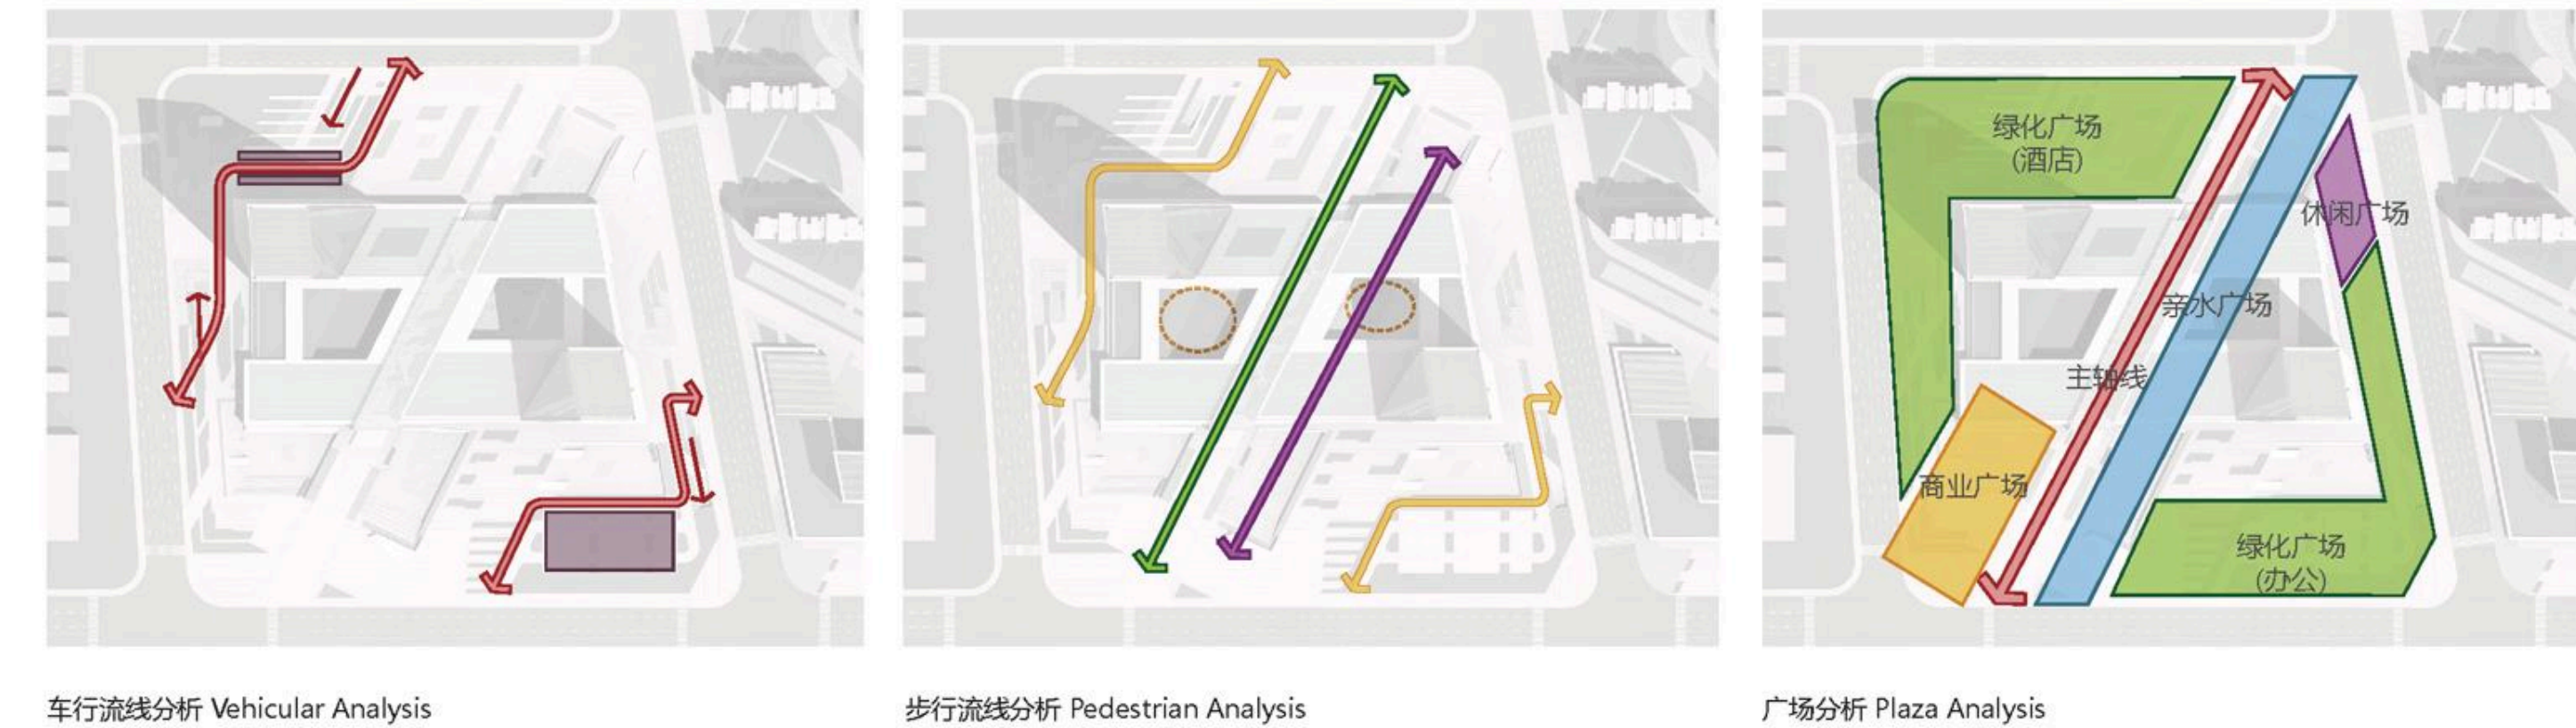 绿化广场
(酒店)
休闲广场
亲水广场
主轴线
商业广场
绿化广场
(办公)
车行流线分析 Vehicular Analysis
步行流线分析 Pedestrian Analysis
广场分析 Plaza Analysis